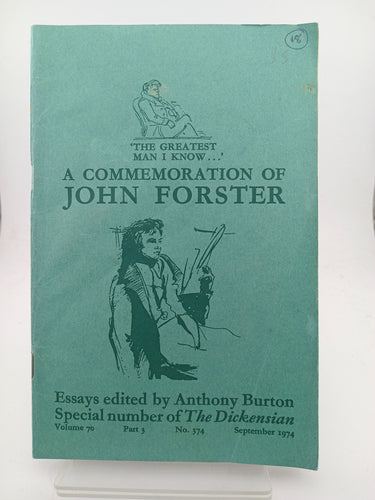 18
'THE GREATEST
MAN I KNOW...'
A COMMEMORATION OF
JOHN FORSTER
Essays edited by Anthony Burton
Special number of The Dickensian
Volume 70 Part 3 No. 374 September 1974